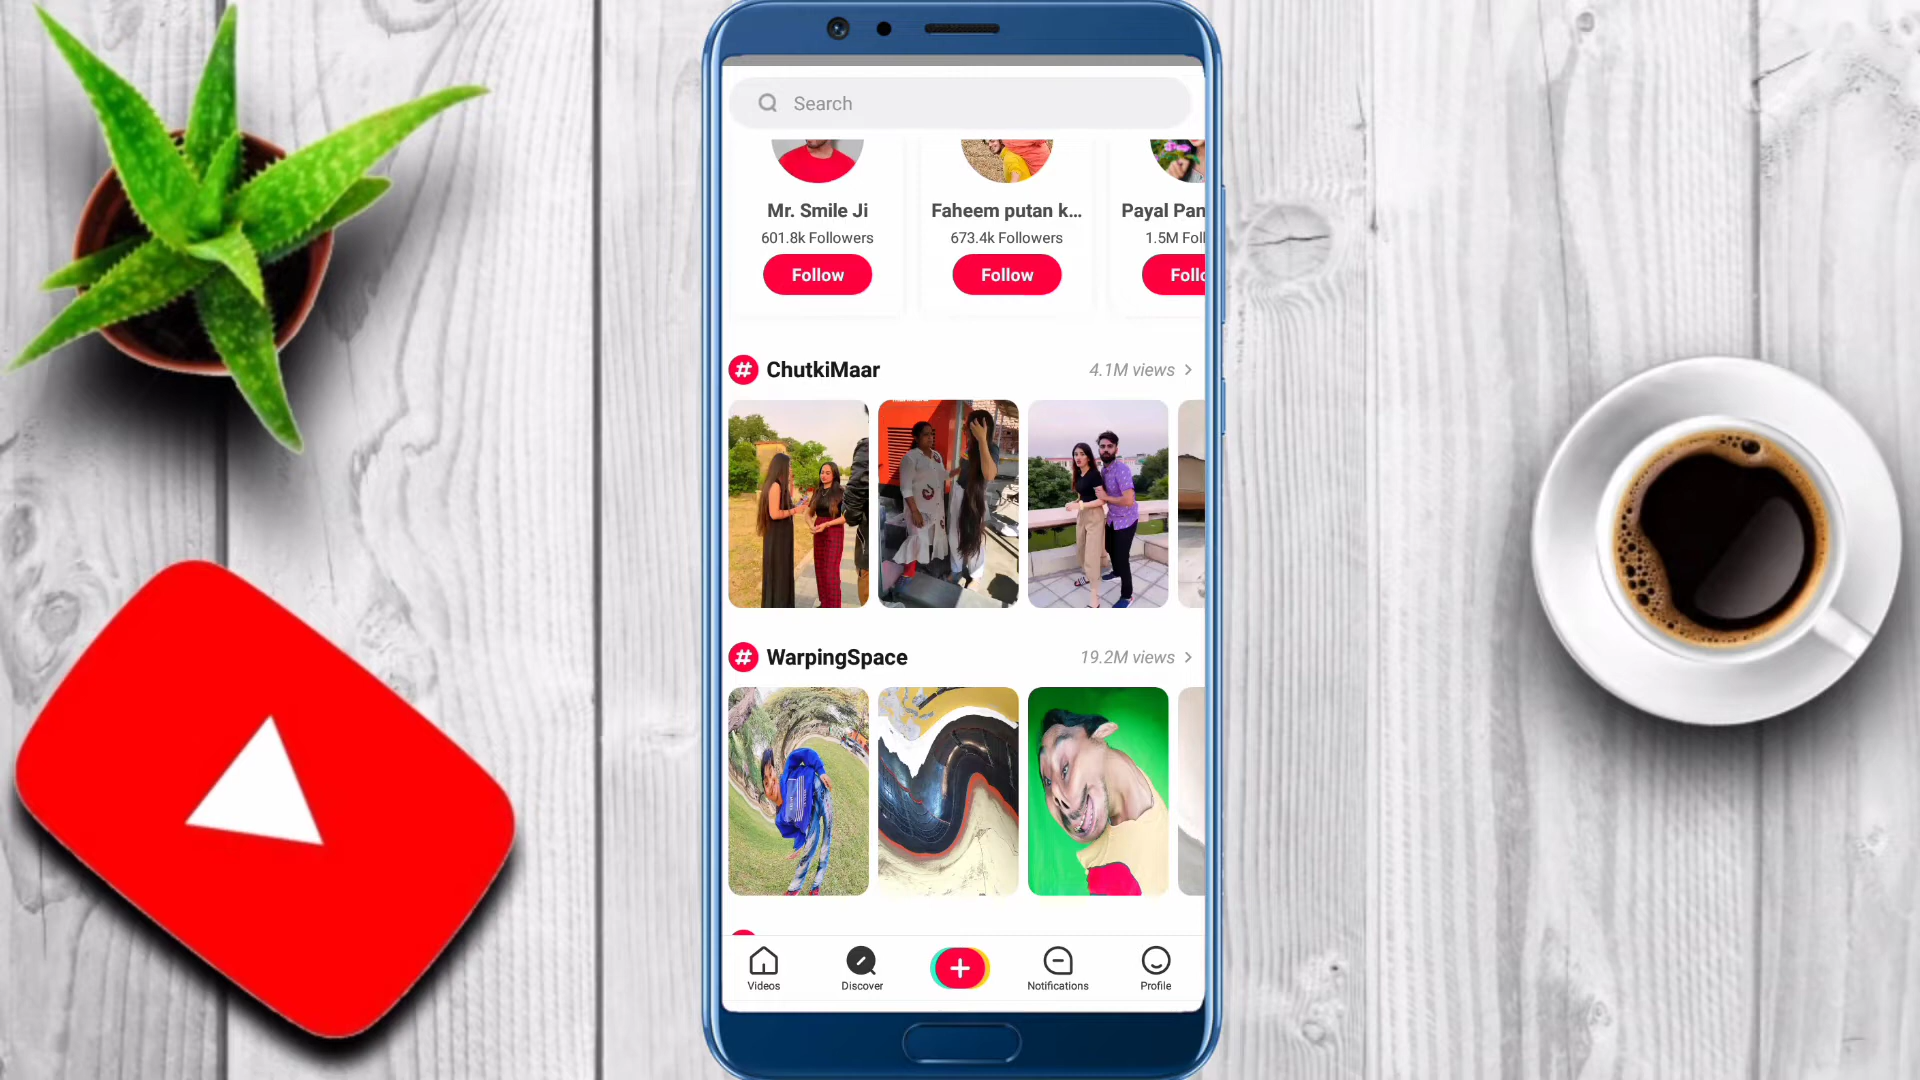 Search
Mr. Smile Ji
601.8k Followers
Follow
Faheem putan k...
673.4k Followers
Follow
Payal Pan
1.5M Foll
Follo
# ChutkiMaar
4.1M views
# WarpingSpace
19.2M views
Videos
Discover
Notifications
Profile